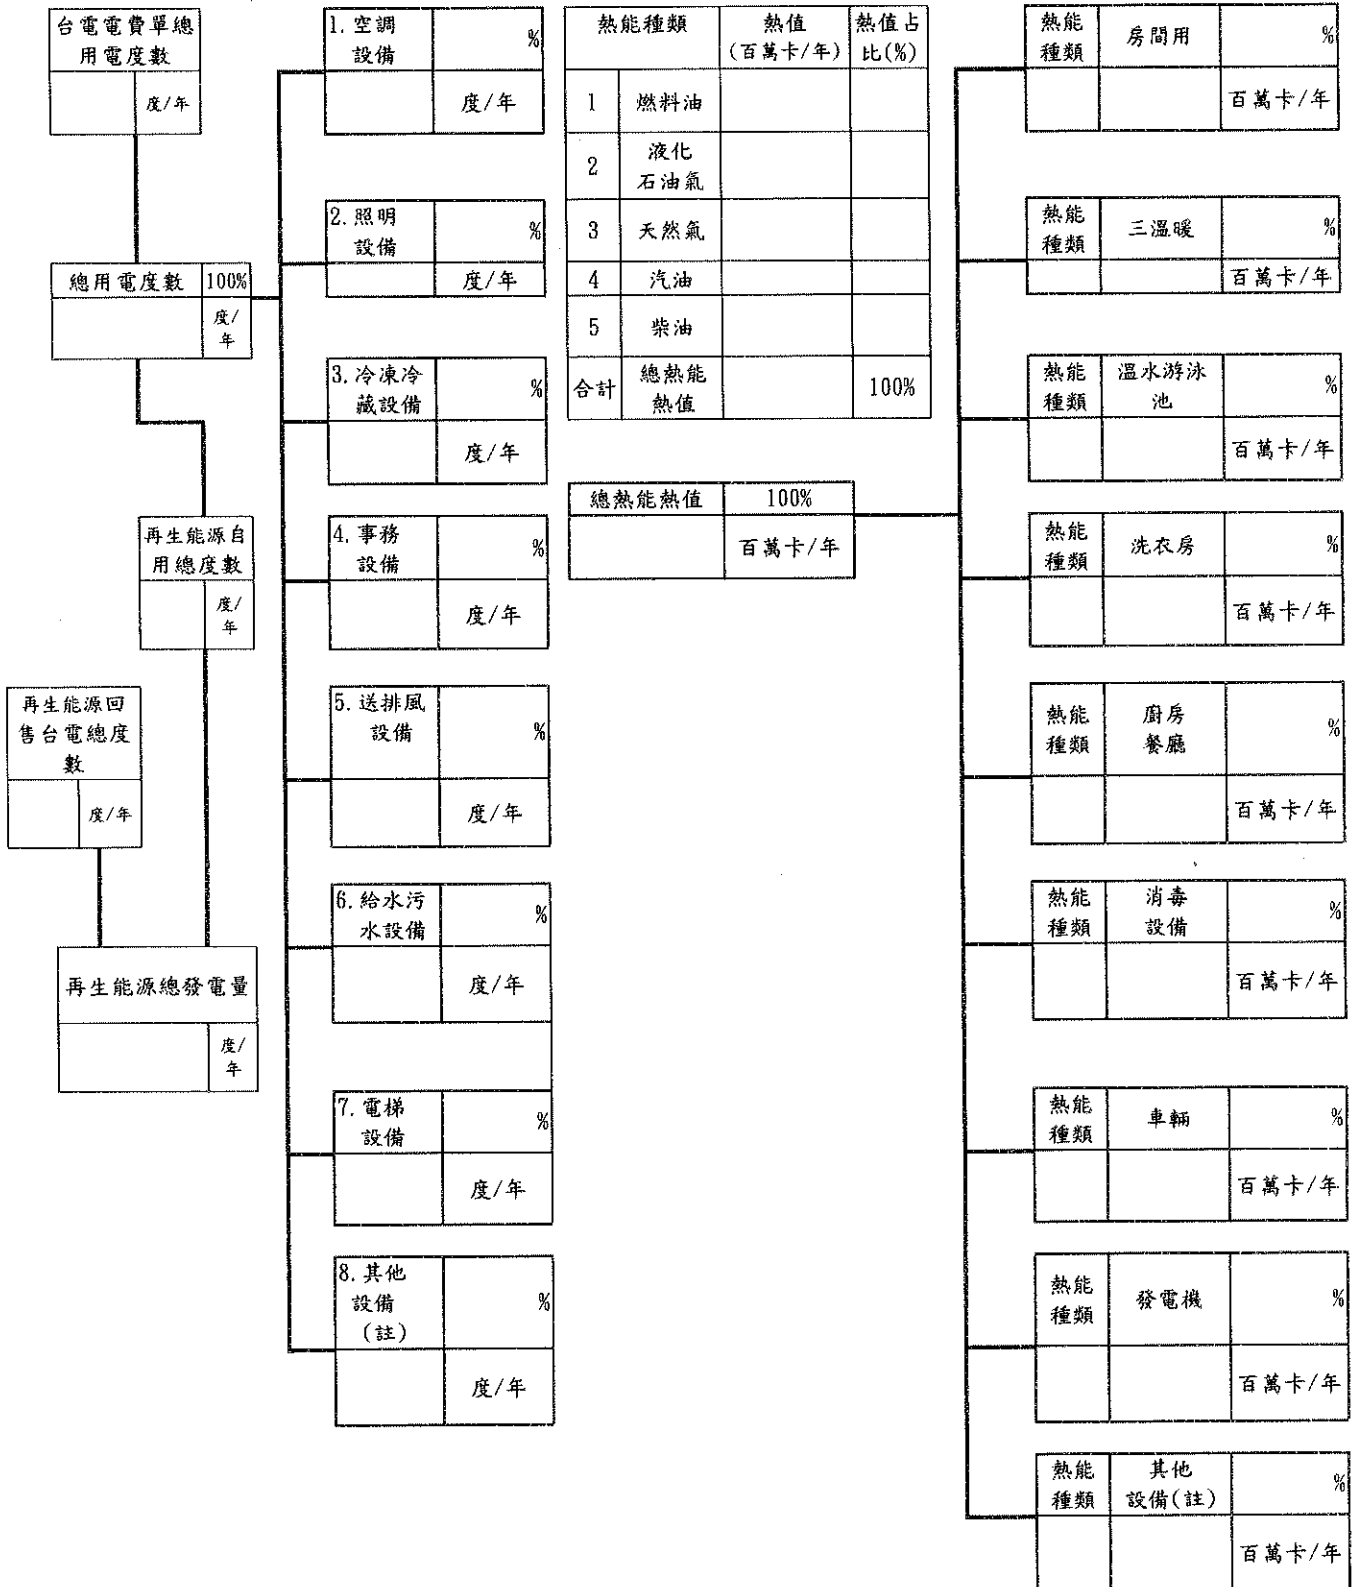 台電電費單總
用電度數
度/年
總用電度數 100%
度/
年
再生能源自
用總度數
度/
年
再生能源回
售台電總度
數
度/年
再生能源總發電量
度/
年
1. 空調
設備
%
度/年
2. 照明
設備
%
度/年
3. 冷凍冷
藏設備
%
度/年
4. 事務
設備
%
度/年
5. 送排風
設備
%
度/年
6. 給水污
水設備
%
度/年
7. 電梯
設備
%
度/年
8. 其他
設備
(註)
%
度/年
熱能種類 熱值 熱值占
(百萬卡/年) 比(%)
1 燃料油
2 液化
石油氣
3 天然氣
4 汽油
5 柴油
合計 總熱能
熱值
100%
總熱能熱值 100%
百萬卡/年
熱能
種類
房間用
%
百萬卡/年
熱能
種類
三溫暖
%
百萬卡/年
熱能
種類
溫水游泳
池
%
百萬卡/年
熱能
種類
洗衣房
%
百萬卡/年
熱能
種類
廚房
餐廳
%
百萬卡/年
熱能
種類
消毒
設備
%
百萬卡/年
熱能
種類
車輛
%
百萬卡/年
熱能
種類
發電機
%
百萬卡/年
熱能
種類
其他
設備(註)
%
百萬卡/年